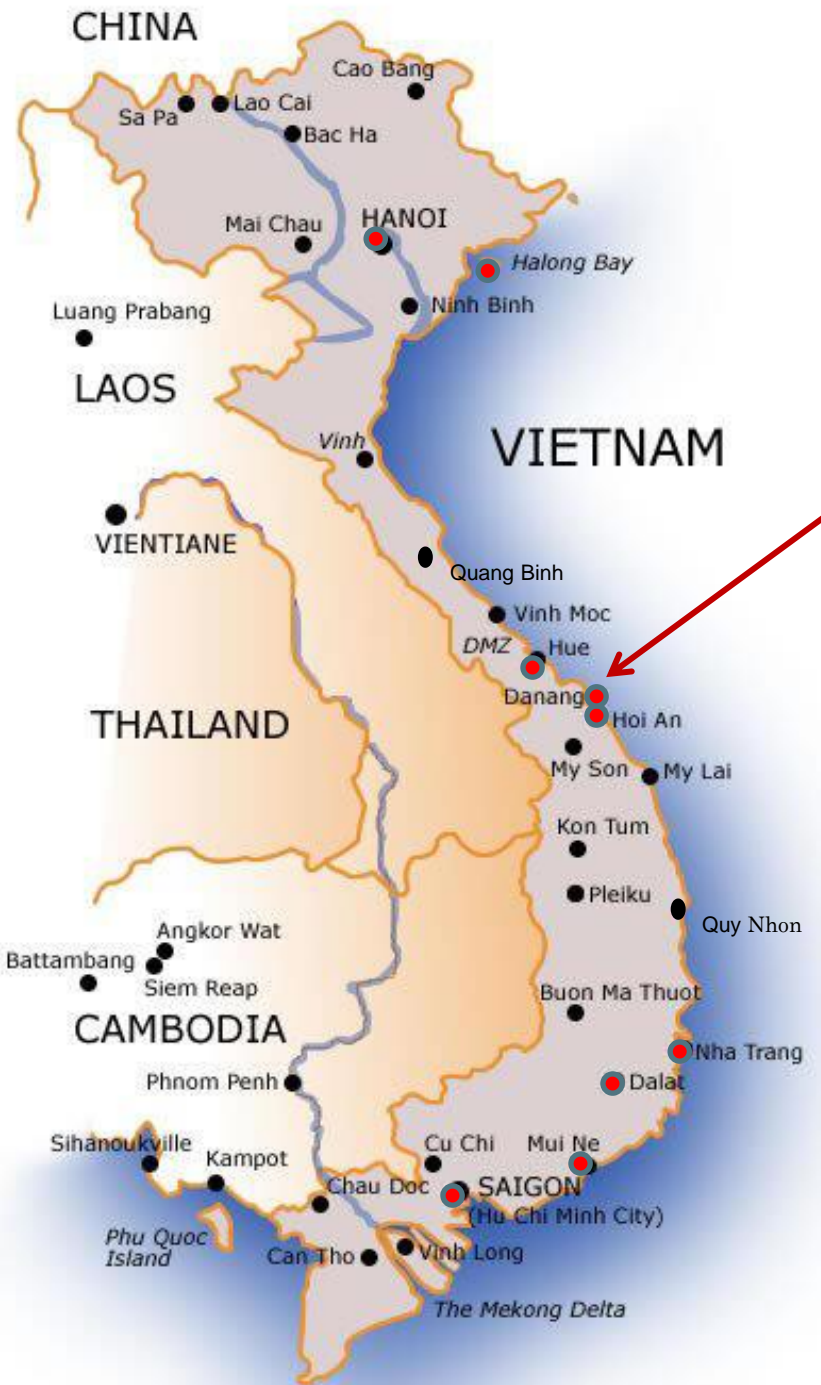 CHINA
Cao Bang
Sa Pa
Lao Cai
Bac Ha
Mai Chau
HANOI
Halong Bay
Ninh Binh
Luang Prabang
LAOS
Vinh
VIETNAM
VIENTIANE
Quang Binh
Vinh Moc
DMZ
Hue
Danang
Hoi An
THAILAND
My Son
My Lai
Kon Tum
Pleiku
Quy Nhon
Angkor Wat
Battambang
Siem Reap
Buon Ma Thuot
CAMBODIA
Nha Trang
Phnom Penh
Dalat
Sihanoukville
Kampot
Cu Chi
Mui Ne
Chau Doc
SAIGON
(Hu Chi Minh City)
Phu Quoc
Island
Can Tho
Vinh Long
The Mekong Delta